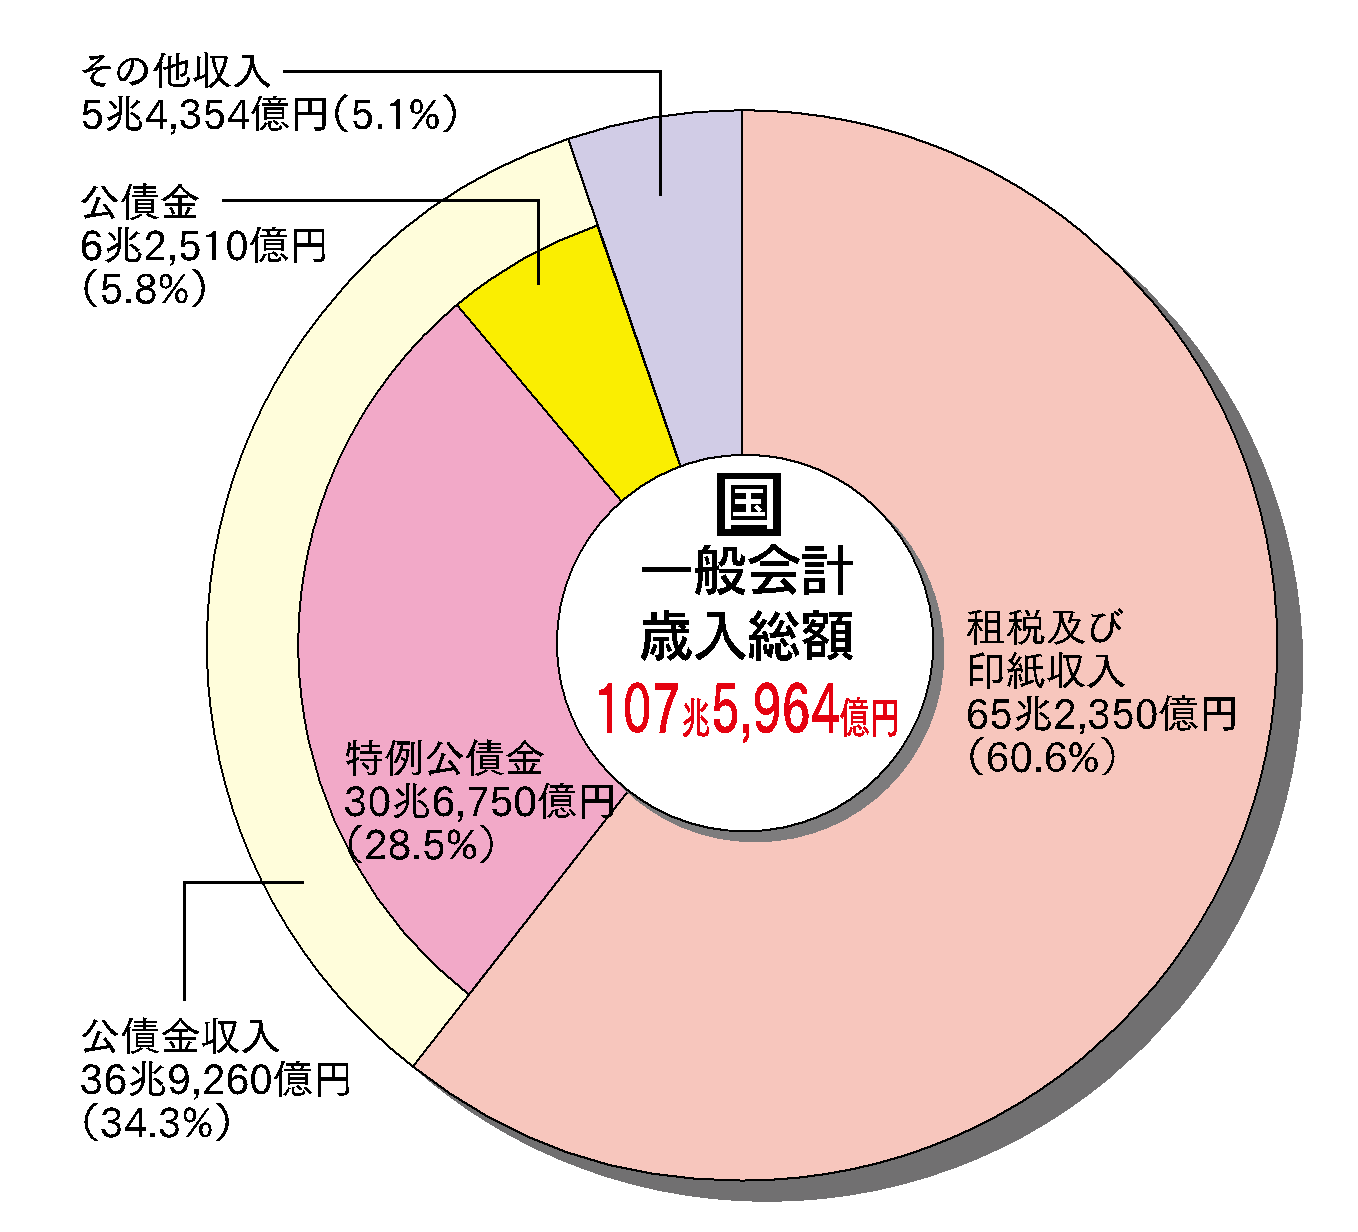 その他収入
5兆4,354億円(5.1%)
公債金
6兆2,510億円
(5.8%)
国
一般会計
歳入総額
107兆5,964億円
租税及び
印紙収入
65兆2,350億円
(60.6%)
特例公債金
30兆6,750億円
(28.5%)
公債金収入
36兆9,260億円
(34.3%)